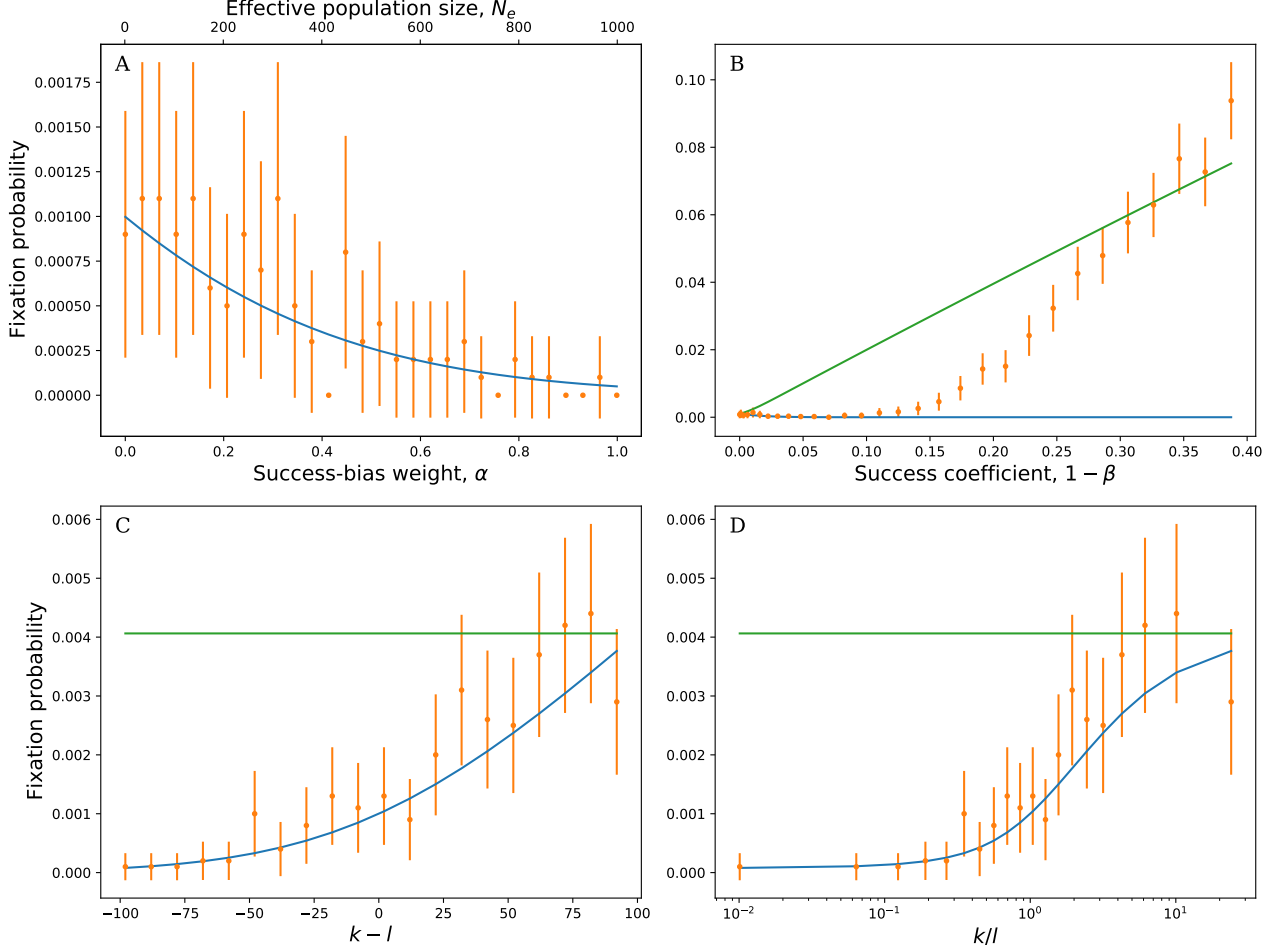 Effective population size, Nₑ
0 200 400 600 800 1000
A
Fixation probability
0.00175
0.00150
0.00125
0.00100
0.00075
0.00050
0.00025
0.00000
0.0 0.2 0.4 0.6 0.8 1.0
Success-bias weight, α
B
0.10
0.08
0.06
0.04
0.02
0.00
0.00 0.05 0.10 0.15 0.20 0.25 0.30 0.35 0.40
Success coefficient, 1 − β
C
Fixation probability
0.006
0.005
0.004
0.003
0.002
0.001
0.000
−100 −75 −50 −25 0 25 50 75 100
k − l
D
0.006
0.005
0.004
0.003
0.002
0.001
0.000
10⁻² 10⁻¹ 10⁰ 10¹
k/l